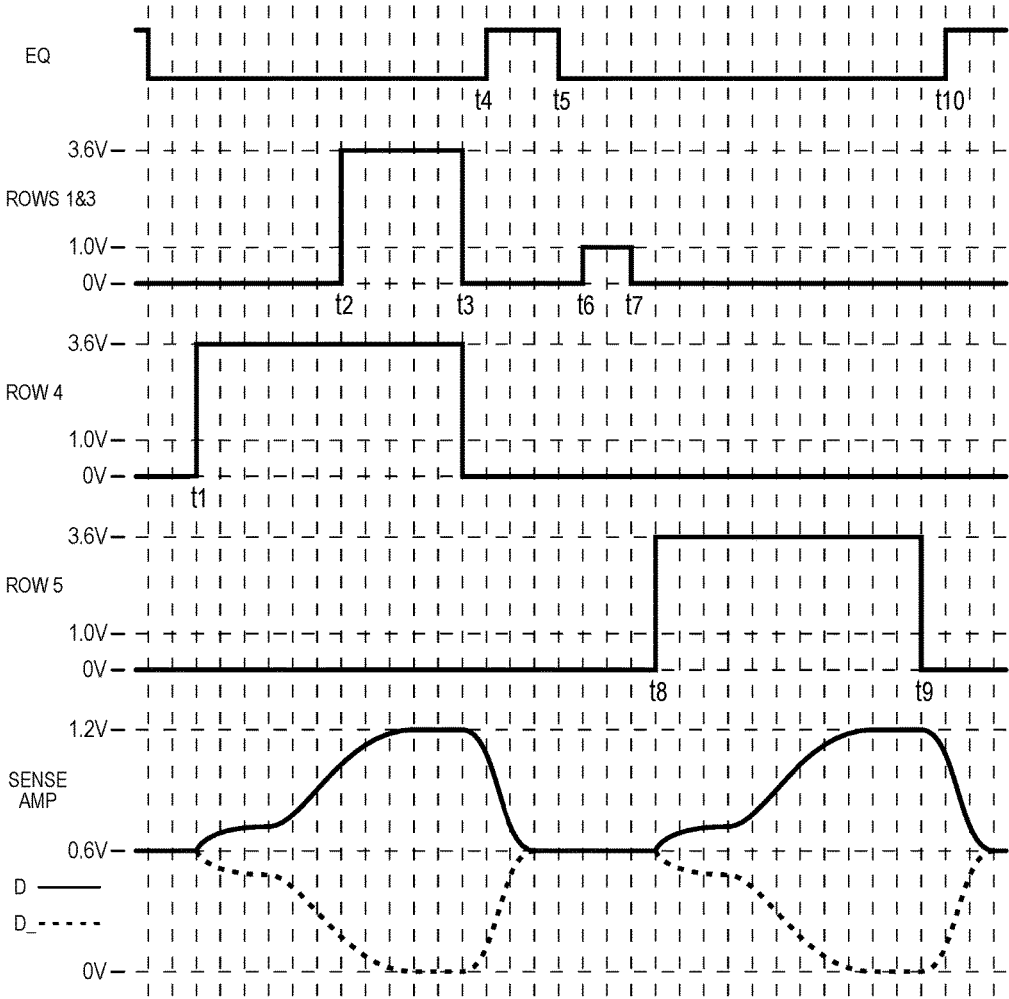 EQ
t4
t5
t10
3.6V
ROWS 1&3
1.0V
0V
t2
t3
t6
t7
3.6V
ROW 4
1.0V
0V
t1
3.6V
ROW 5
1.0V
0V
t8
t9
1.2V
SENSE
AMP
0.6V
D
D_
0V